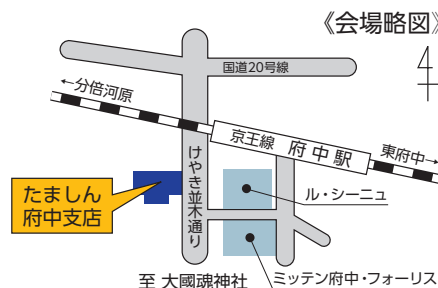 《会場略図》
国道20号線
←分倍河原
京王線 府中駅
東府中→
けやき並木通り
たましん
府中支店
ル・シーニュ
至 大國魂神社
ミッテン府中・フォーリス